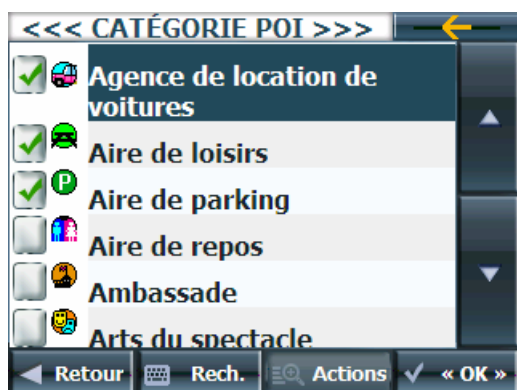 <<< CATÉGORIE POI >>>
Agence de location de
voitures
Aire de loisirs
P
Aire de parking
Aire de repos
Ambassade
Arts du spectacle
Retour Rech. Actions « OK »